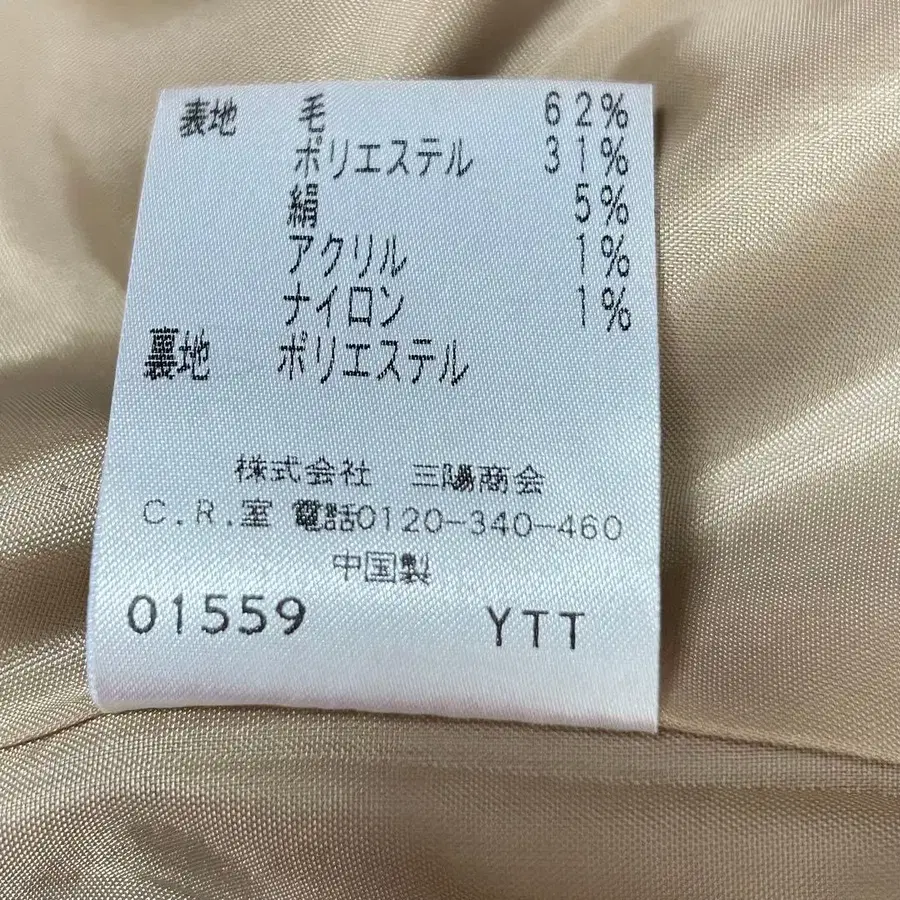 表地 毛 62%
ポリエステル 31%
絹 5%
アクリル 1%
ナイロン 1%
裏地 ポリエステル
株式会社 三陽商会
C.R.室 電話0120-340-460
中国製
01559 YTT